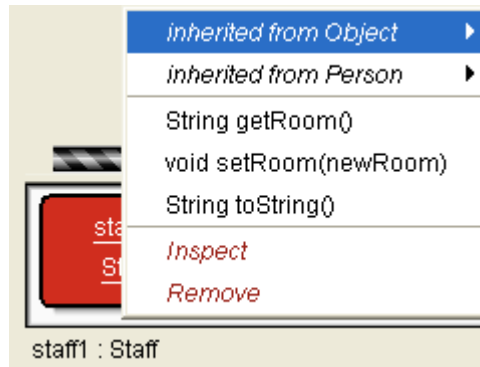 inherited from Object
inherited from Person
String getRoom()
void setRoom(newRoom)
String toString()
Inspect
Remove
staff1 : Staff